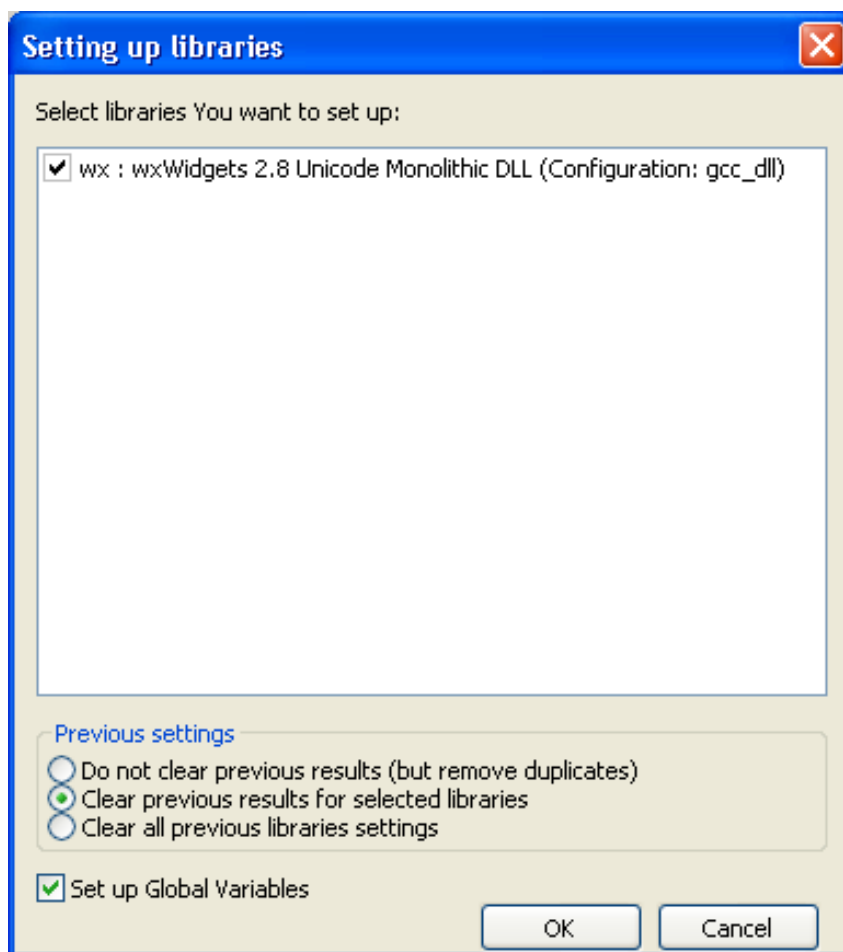 Setting up libraries
Select libraries You want to set up:
wx : wxWidgets 2.8 Unicode Monolithic DLL (Configuration: gcc_dll)
Previous settings
Do not clear previous results (but remove duplicates)
Clear previous results for selected libraries
Clear all previous libraries settings
Set up Global Variables
OK Cancel